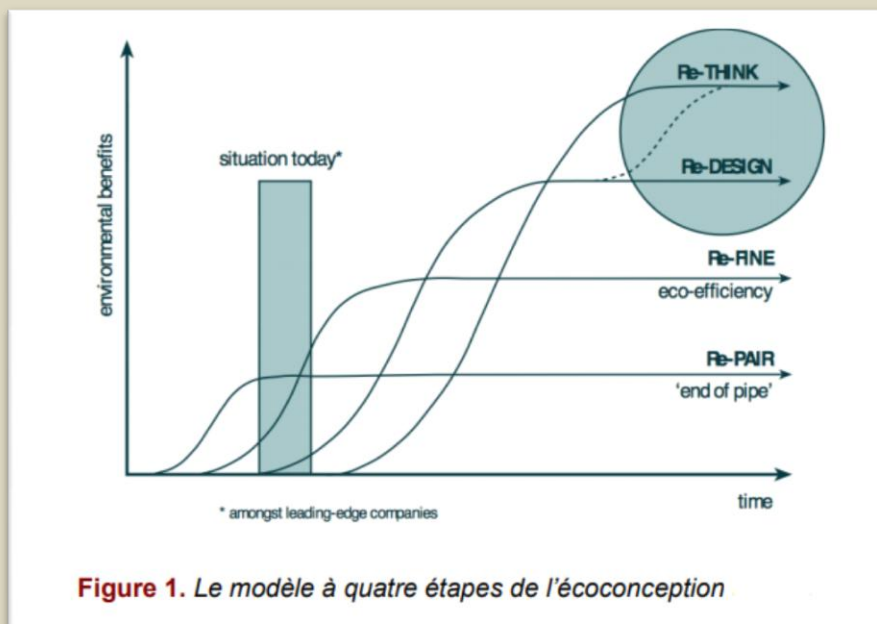 Re-THINK
situation today*
Re-DESIGN
environmental benefits
Re-FINE
eco-efficiency
Re-PAIR
'end of pipe'
time
* amongst leading-edge companies
Figure 1. Le modèle à quatre étapes de l'écoconception